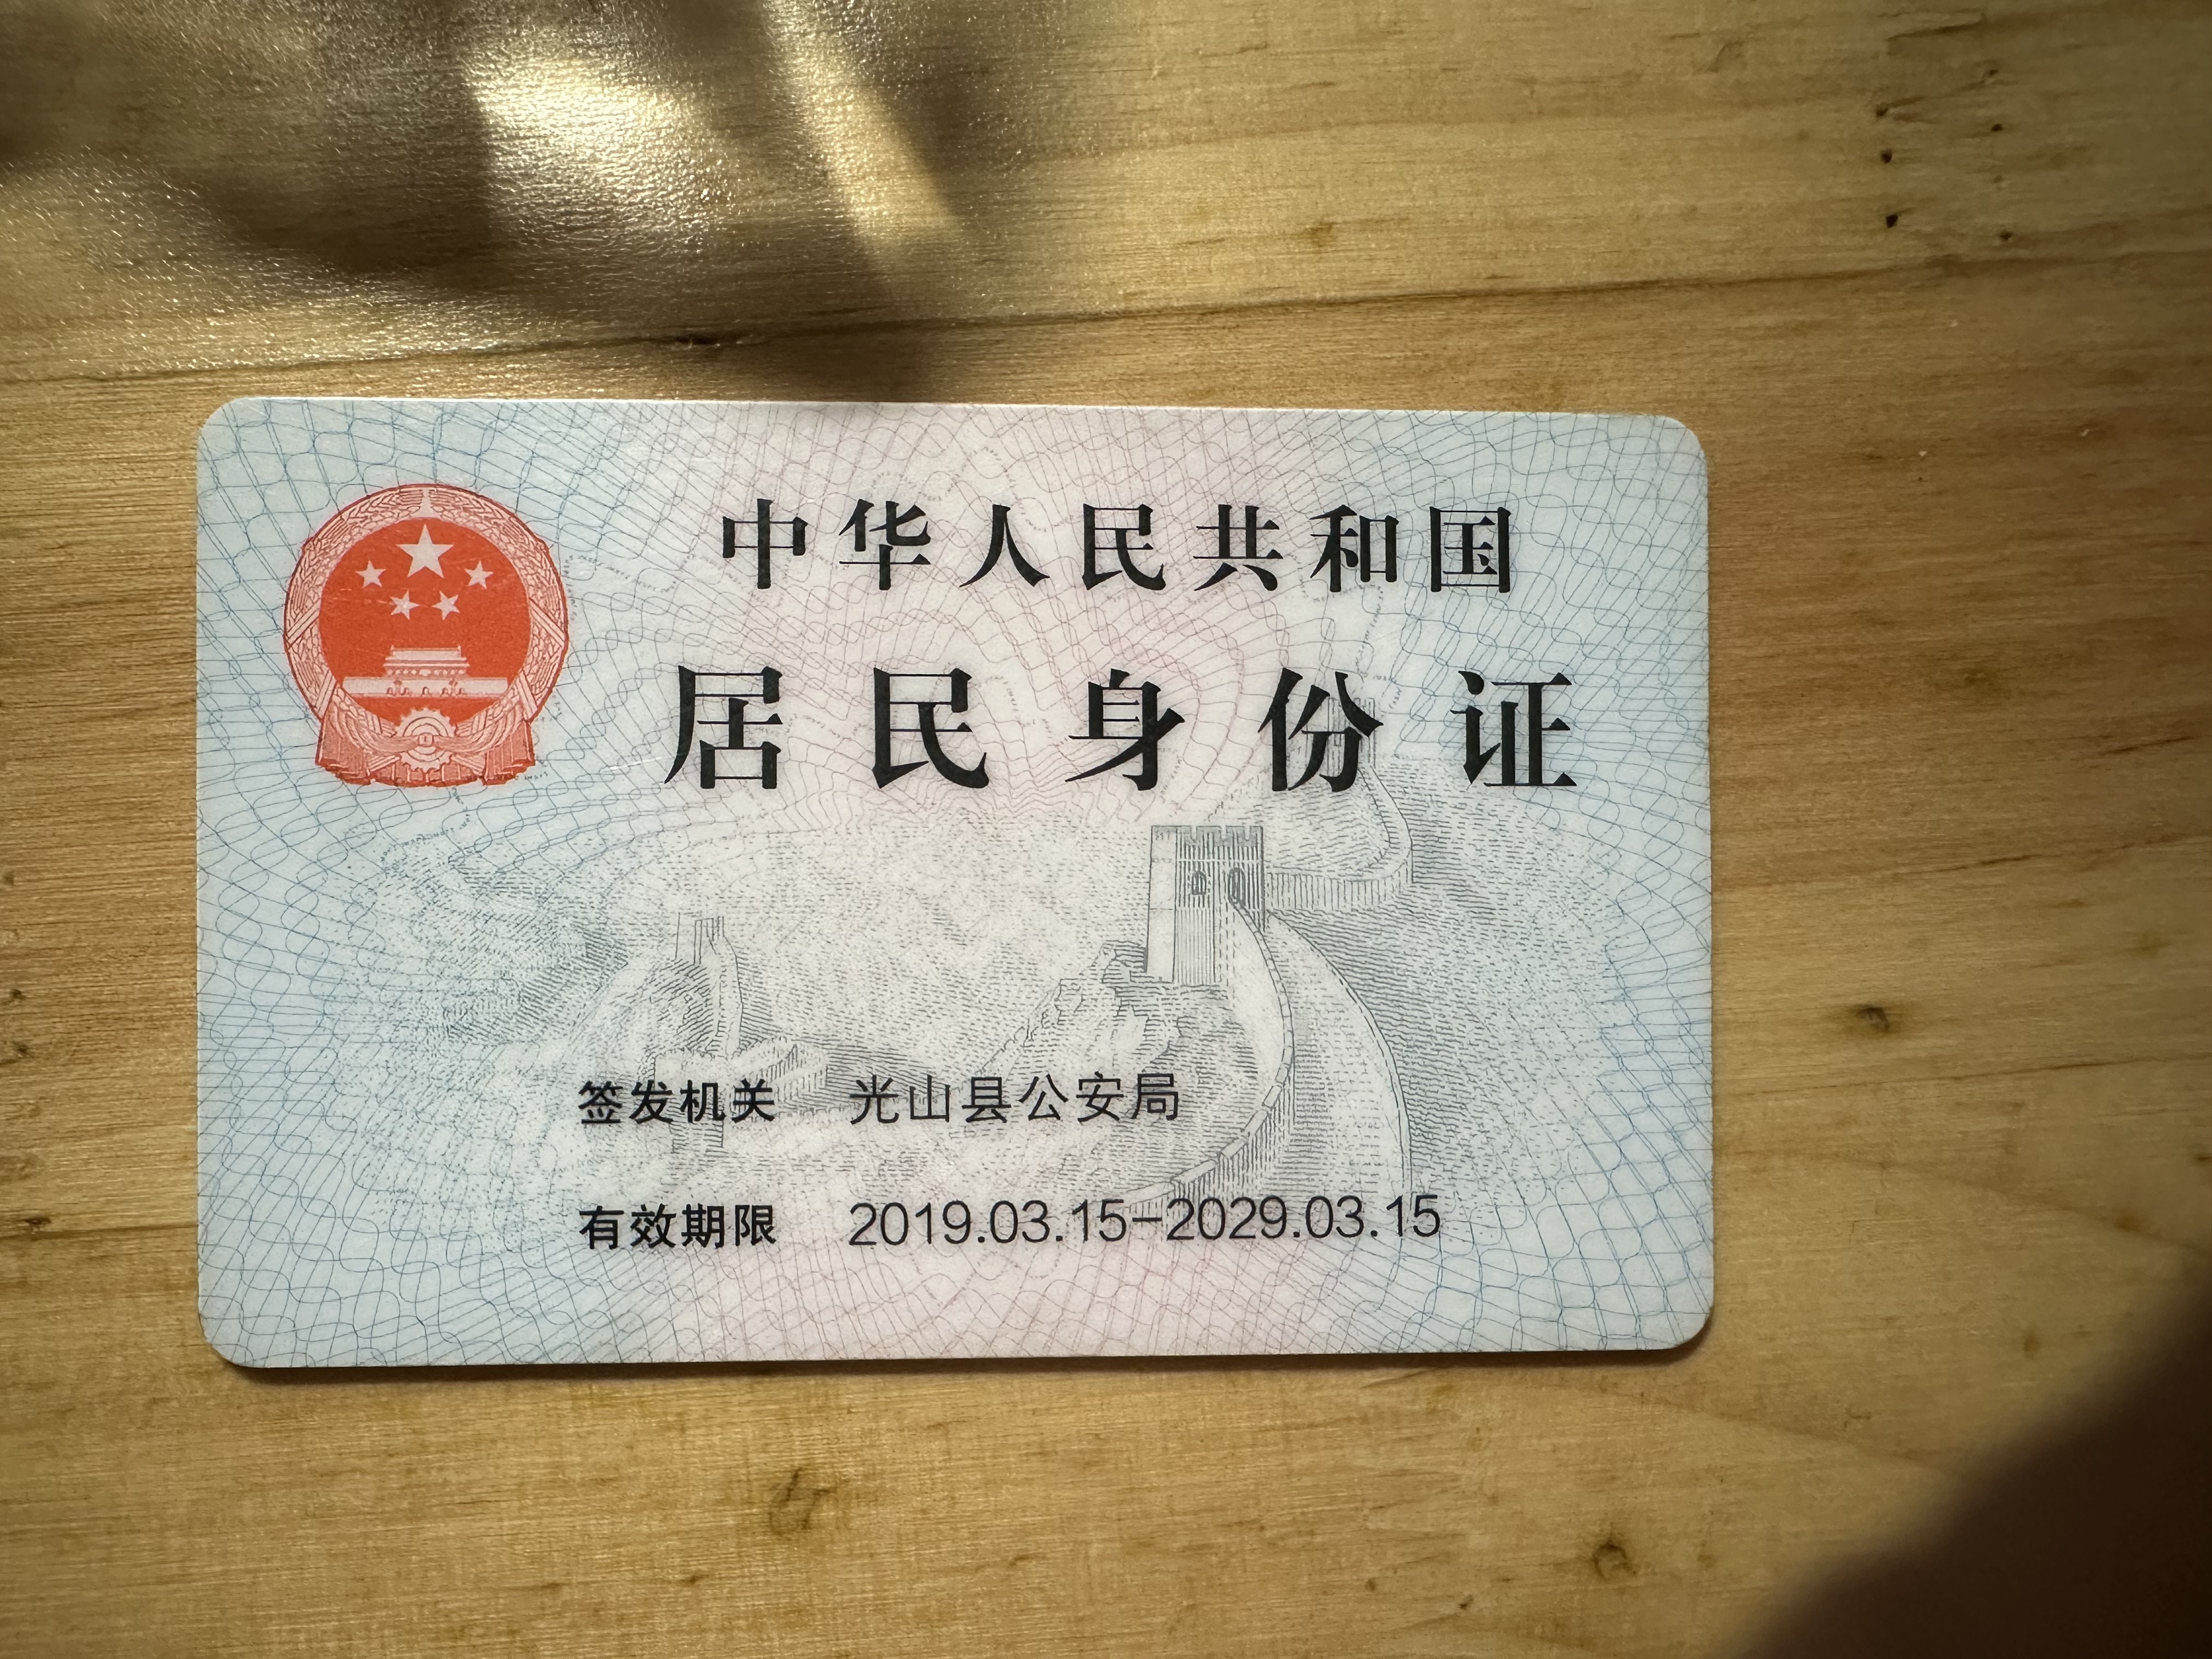 中华人民共和国
居民身份证
签发机关 光山县公安局
有效期限 2019.03.15-2029.03.15